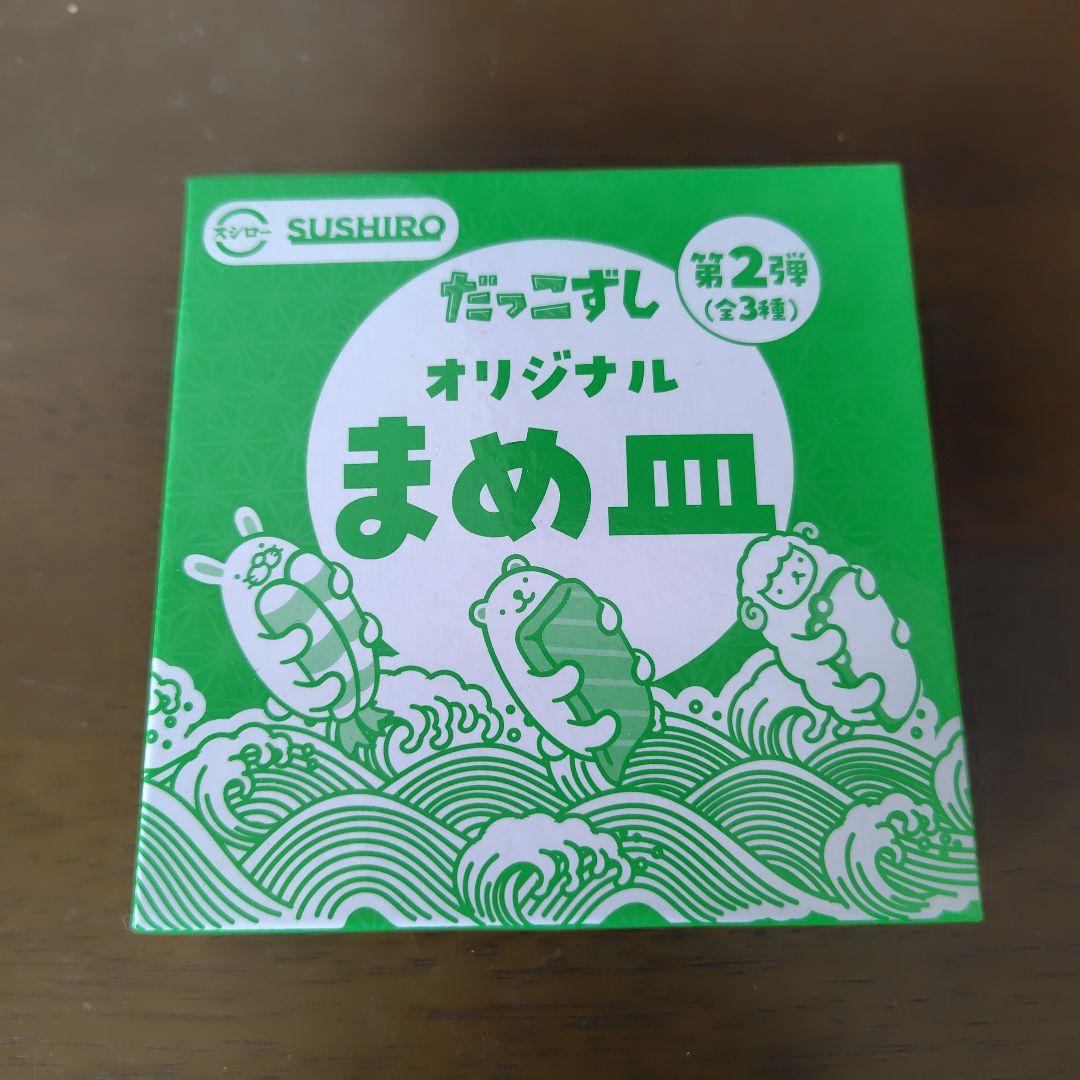 スシロー SUSHIRO
だっこずし
第2弾
(全3種)
オリジナル
まめ皿